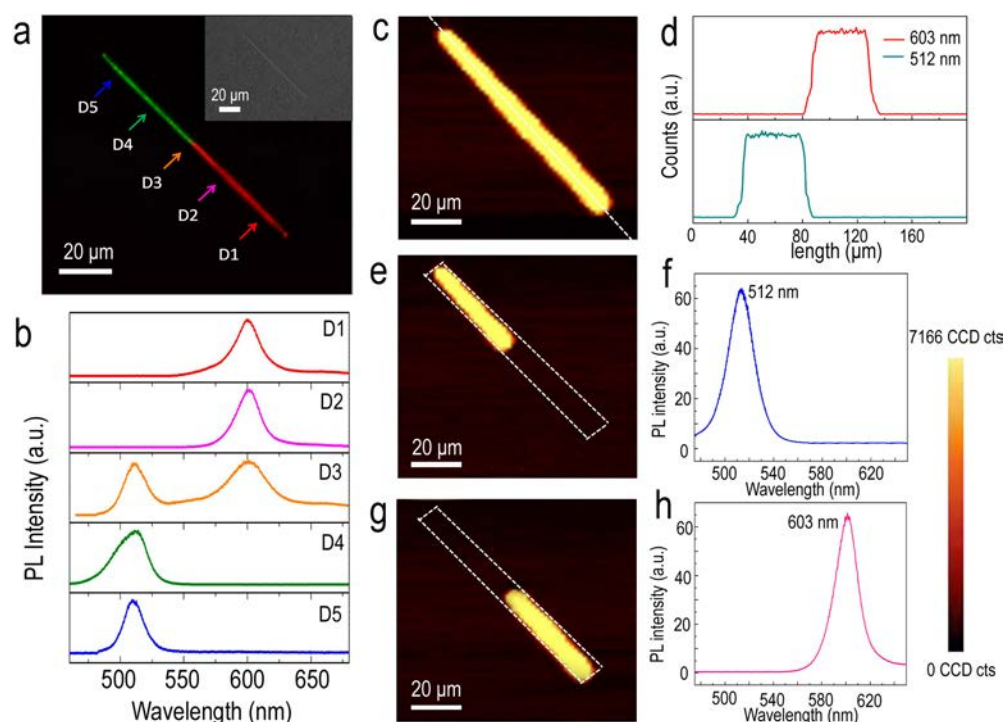 a
20 µm
D5
D4
D3
D2
D1
20 µm
b
PL Intensity (a.u.)
D1
D2
D3
D4
D5
500 550 600 650
Wavelength (nm)
c
20 µm
d
Counts (a.u.)
603 nm
512 nm
0 40 80 120 160
length (µm)
e
20 µm
f
PL intensity (a.u.)
60
40
20
0
512 nm
500 540 580 620
Wavelength (nm)
g
20 µm
h
PL intensity (a.u.)
60
40
20
0
603 nm
500 540 580 620
Wavelength (nm)
7166 CCD cts
0 CCD cts